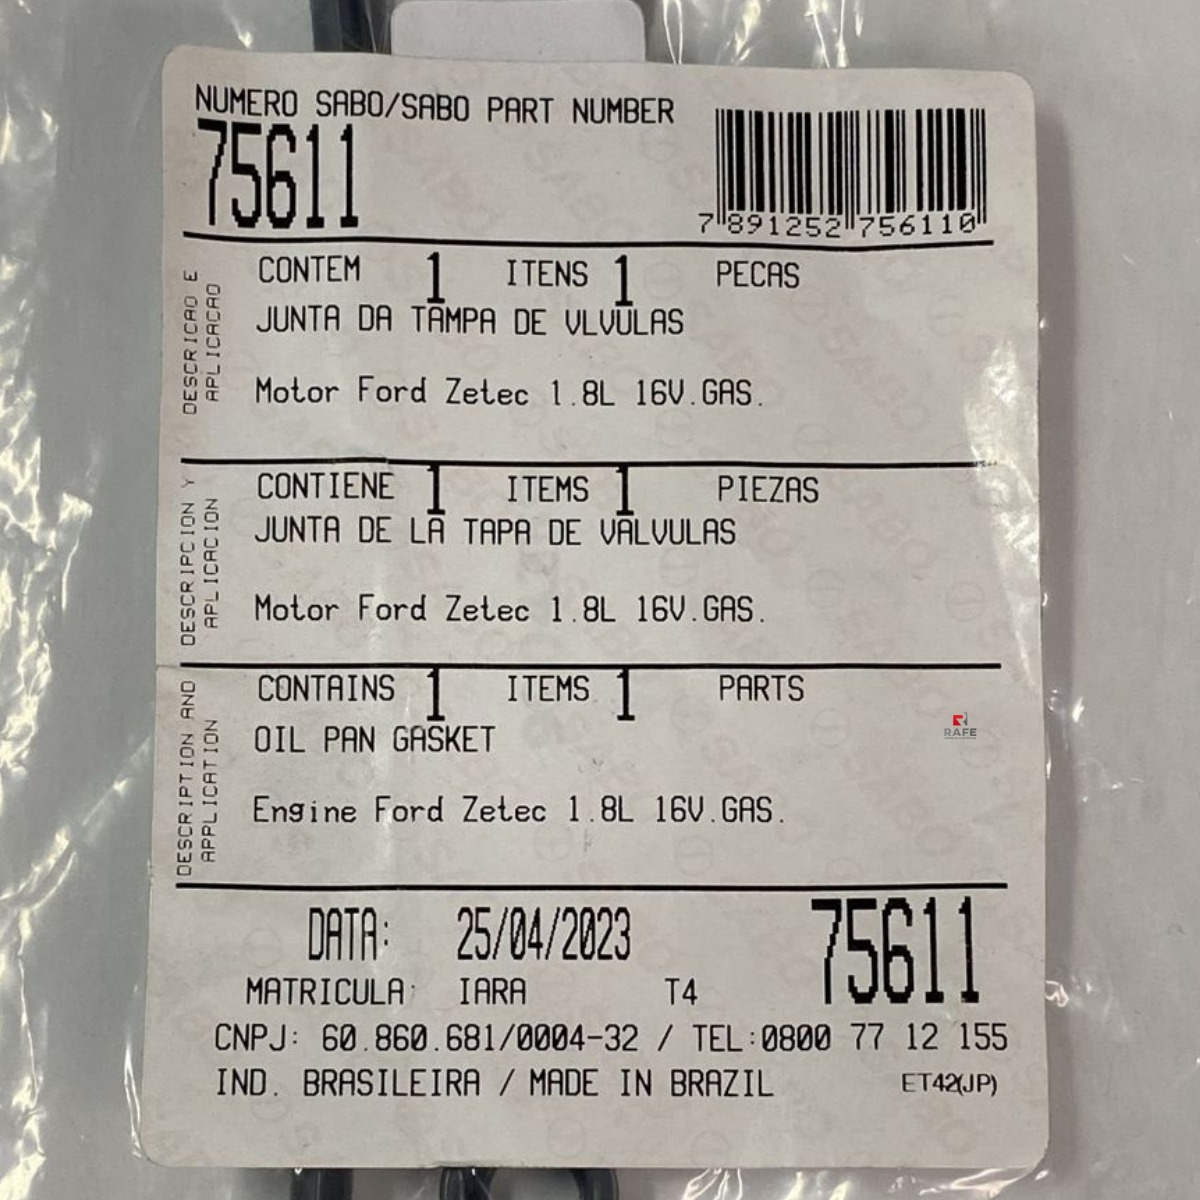 NUMERO SABO/SABO PART NUMBER
75611
7 891252 756110
DESCRICAO E
APLICACAO
CONTEM 1 ITENS 1 PECAS
JUNTA DA TAMPA DE VLVULAS
Motor Ford Zetec 1.8L 16V.GAS.
DESCRIPCION Y
APLICACION
CONTIENE 1 ITEMS 1 PIEZAS
JUNTA DE LA TAPA DE VALVULAS
Motor Ford Zetec 1.8L 16V.GAS.
DESCRIPTION AND
APPLICATION
CONTAINS 1 ITEMS 1 PARTS
OIL PAN GASKET
Engine Ford Zetec 1.8L 16V.GAS.
RAFE
DATA: 25/04/2023 75611
MATRICULA: IARA T4
CNPJ: 60.860.681/0004-32 / TEL:0800 77 12 155
IND. BRASILEIRA / MADE IN BRAZIL ET42(JP)